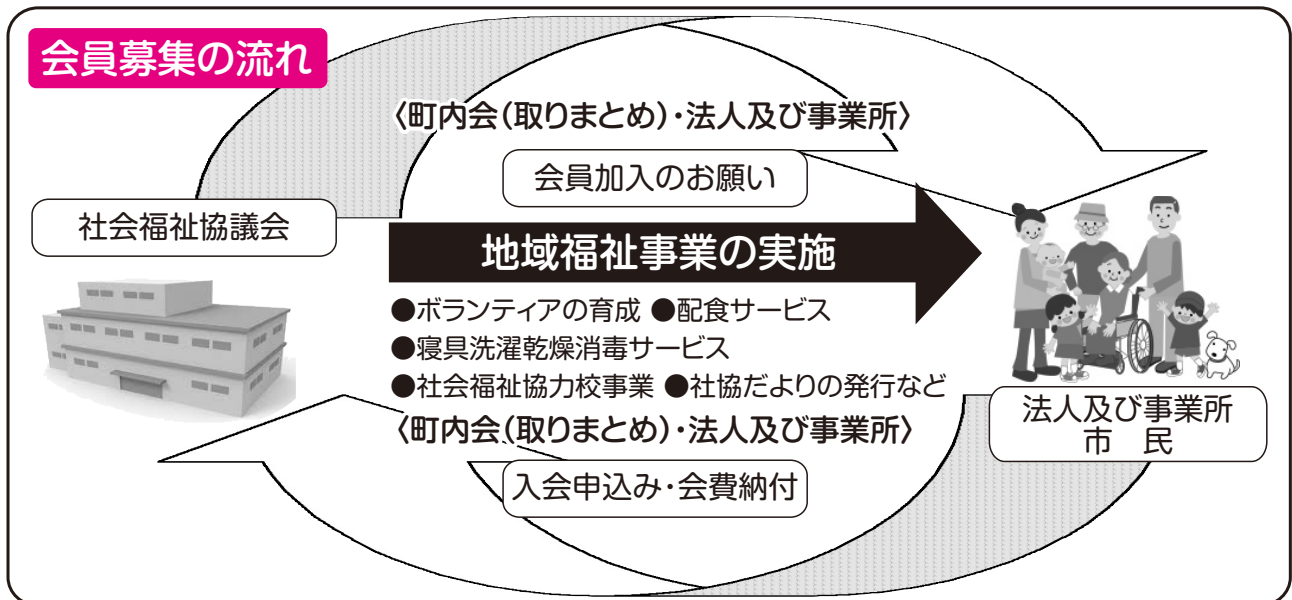 会員募集の流れ
〈町内会(取りまとめ)・法人及び事業所〉
会員加入のお願い
社会福祉協議会
地域福祉事業の実施
●ボランティアの育成 ●配食サービス
●寝具洗濯乾燥消毒サービス
●社会福祉協力校事業 ●社協だよりの発行など
〈町内会(取りまとめ)・法人及び事業所〉
入会申込み・会費納付
法人及び事業所
市 民